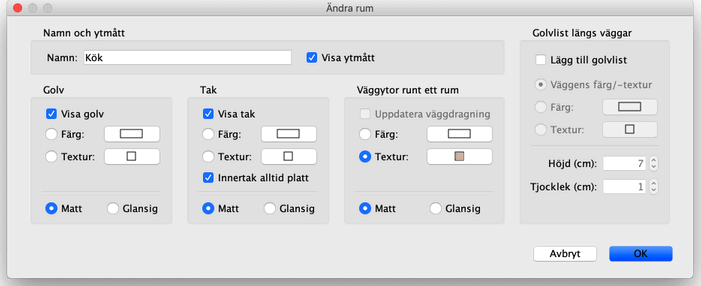 Ändra rum
Namn och ytmått
Namn: Kök
Visa ytmått
Golv
Visa golv
Färg:
Textur:
Matt Glansig
Tak
Visa tak
Färg:
Textur:
Innertak alltid platt
Matt Glansig
Väggytor runt ett rum
Uppdatera väggdragning
Färg:
Textur:
Matt Glansig
Golvlist längs väggar
Lägg till golvlist
Väggens färg/-textur
Färg:
Textur:
Höjd (cm): 7
Tjocklek (cm): 1
Avbryt OK